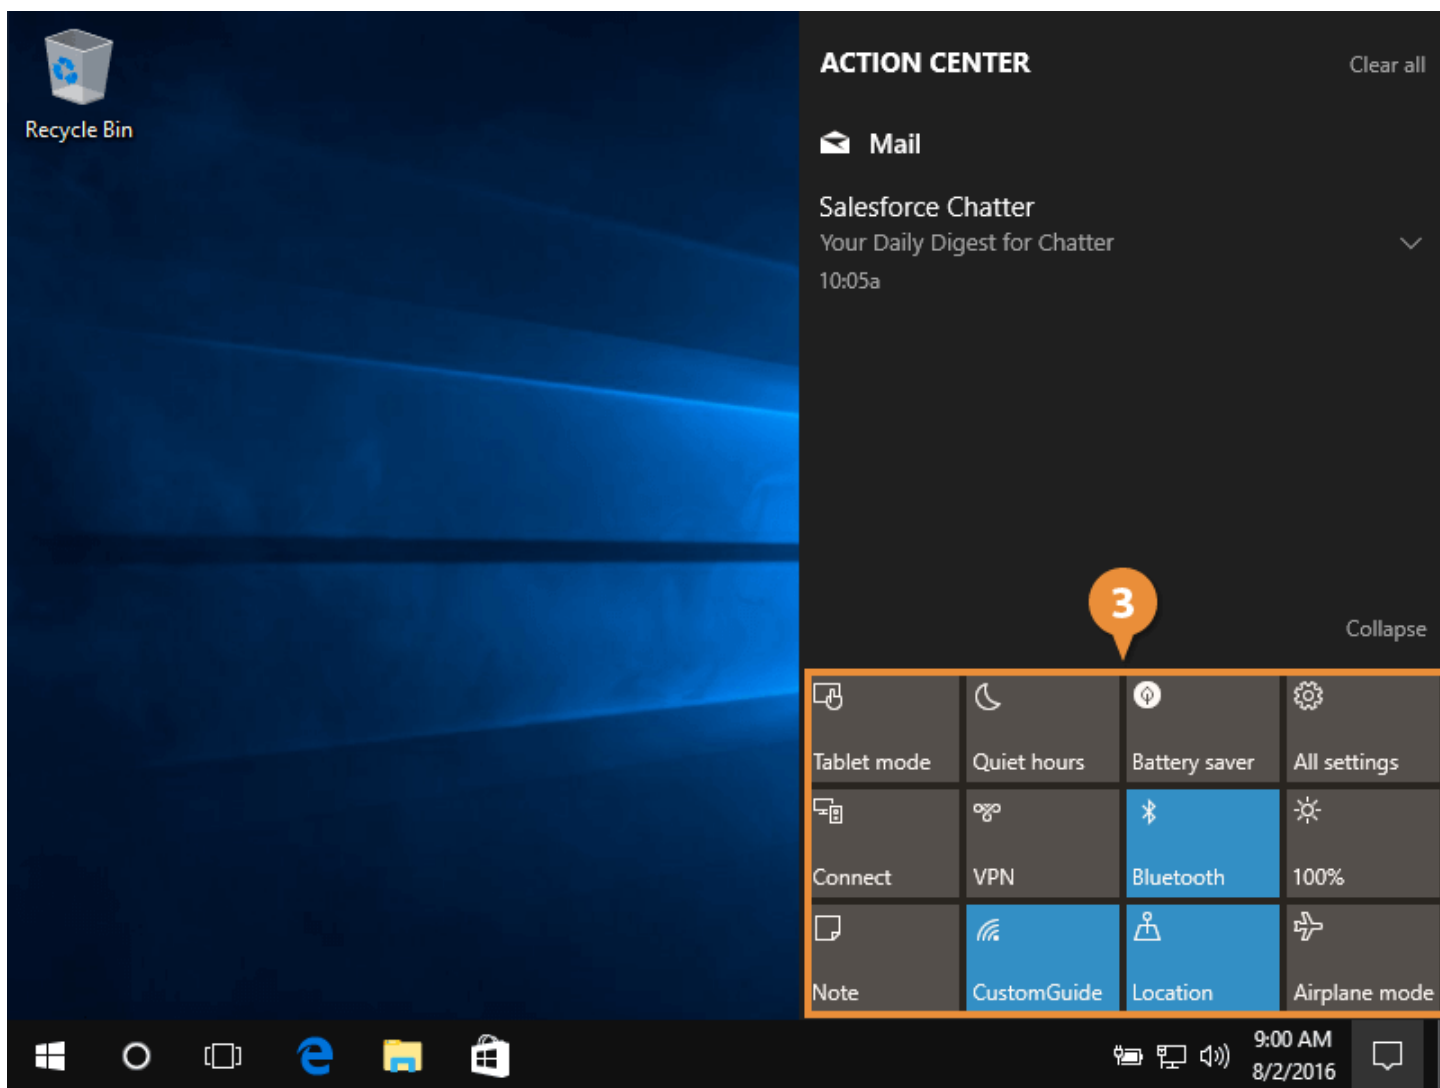 Recycle Bin
ACTION CENTER
Clear all
Mail
Salesforce Chatter
Your Daily Digest for Chatter
10:05a
3
Collapse
Tablet mode
Quiet hours
Battery saver
All settings
Connect
VPN
Bluetooth
100%
Note
CustomGuide
Location
Airplane mode
9:00 AM
8/2/2016